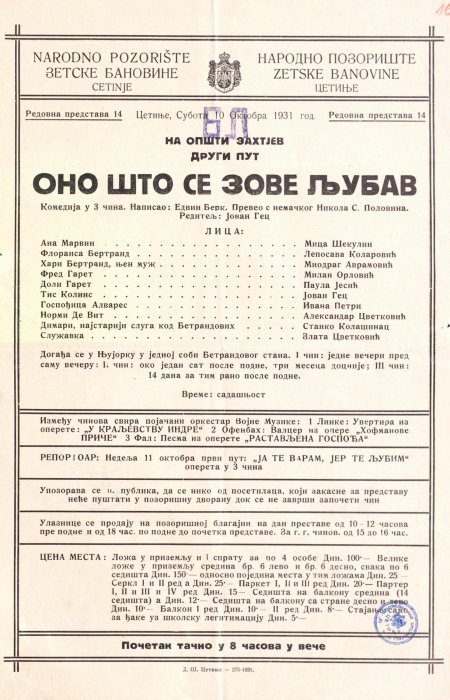 NARODNO POZORIŠTE
ЗЕТСКЕ БАНОВИНЕ
CETINJE
НАРОДНО ПОЗОРИШТЕ
ZETSKE BANOVINE
ЦЕТИЊЕ
Редовна представа 14
Цетиње, Субота 10 Октобра 1931 год.
Редовна представа 14
БЛ
НА ОПШТИ ЗАХТЈЕВ
ДРУГИ ПУТ
ОНО ШТО СЕ ЗОВЕ ЉУБАВ
Комедија у 3 чина. Написао: Едвин Берк. Превео с немачког Никола С. Половина.
Редитељ: Јован Гец
ЛИЦА:
Ана Марвин . . . . . . . . . . . . Мица Шекулин
Флоранса Бертранд . . . . . . . . . . . . Лепосава Коларовић
Хари Бертранд, њен муж . . . . . . . . . . . . Миодраг Аврамовић
Фред Гарет . . . . . . . . . . . . Милан Орловић
Доли Гарет . . . . . . . . . . . . Паула Јесић
Тис Колинс . . . . . . . . . . . . Јован Гец
Госпођица Алварес . . . . . . . . . . . . Ивана Петри
Норми Де Вит . . . . . . . . . . . . Александар Цветковић
Димари, најстарији слуга код Бетрандових . . . . Станко Колашинац
Служавка . . . . . . . . . . . . Злата Цветковић
Догађа се у Њујорку у једној соби Бетрандовог стана. I чин: једне вечери пред
саму вечеру: I. чин: око један сат после подне, три месеца доцније; III чин:
14 дана за тим рано после подне.
Време: садашњост
Између чинова свира појачани оркестар Војне Музике: 1 Линке: Увертира из
оперете: „У КРАЉЕВСТВУ ИНДРЕ“ 2 Офенбах: Валцер из опере „Хофманове
ПРИЧЕ“ 3 Фал: Песма из оперете „РАСТАВЉЕНА ГОСПОЂА“
РЕПЕРТОАР: Недеља 11 октобра први пут: „ЈА ТЕ ВАРАМ, ЈЕР ТЕ ЉУБИМ“
оперета у 3 чина
Упозорава се п. публика, да се нико од посетилаца, који закасне за представу
неће пуштати у позоришну дворану док се не заврши започети чин
Улазнице се продају на позоришној благајни на дан преставе од 10-12 часова
пре подне и од 18 час. по подне до почетка представе. За г. г. чинов. од 15 до 16 час.
ЦЕНА МЕСТА: Ложа у приземљу и I спрату за по 4 особе Дин. 100·— Велике
ложе у приземљу средина бр. 6 лево и бр. 6 десно, свака по 6
седишта Дин. 150·— односно поједина места у тим ложама Дин. 25·—
Серкл I и II ред а Дин. 25·— Паркет I, II и III ред Дин. 20·— Партер
I, II и III и IV ред Дин. 15·— Седишта на балкону средина (14
седишта) а Дин. 12·— Седишта на балкону са стране десно и лево
Дин. 10·— Балкон I ред Дин. 10·— II ред Дин. 8·— Стајање само
за ђаке уз школску легитимацију Дин. 5·—
Почетак тачно у 8 часова у вече
Д. Ш. Цетиње — 275-1931.